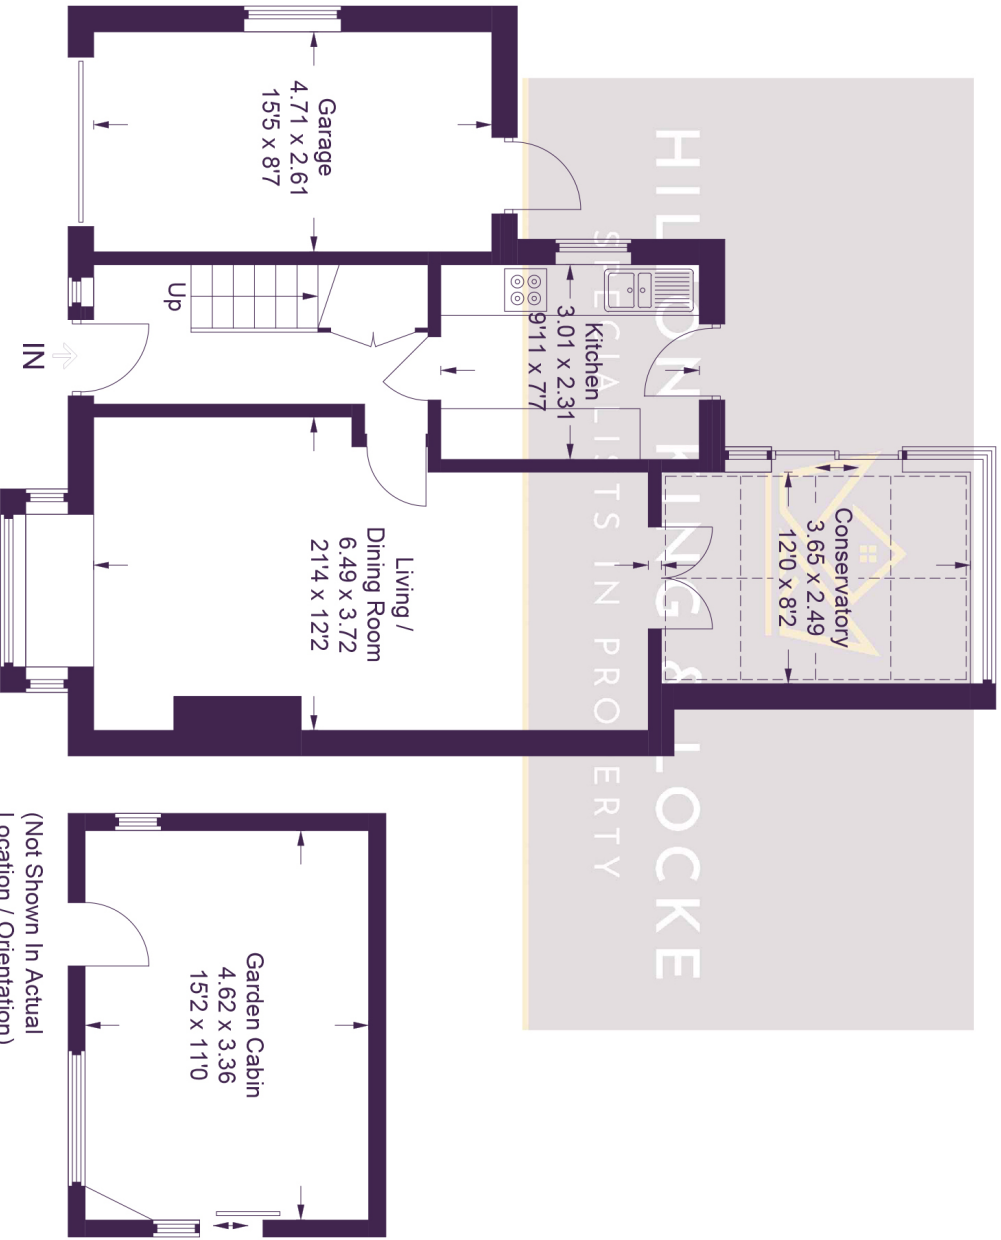 Garage
4.71 x 2.61
15'5 x 8'7
Up
IN
Kitchen
3.01 x 2.31
9'11 x 7'7
Conservatory
3.65 x 2.49
12'0 x 8'2
Living /
Dining Room
6.49 x 3.72
21'4 x 12'2
Garden Cabin
4.62 x 3.36
15'2 x 11'0
(Not Shown In Actual
Location / Orientation)
HILTON KING & LOCKE
SPECIALISTS IN PROPERTY